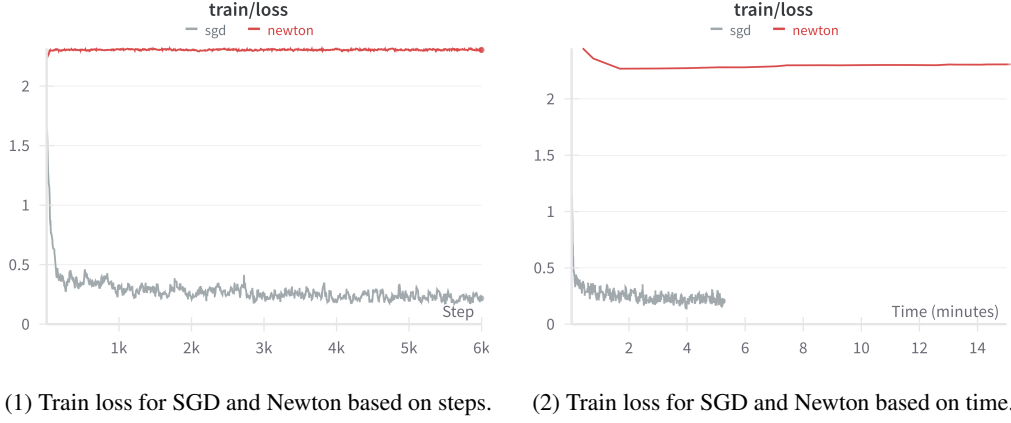 train/loss
sgd newton
2
1.5
1
0.5
0
Step
1k 2k 3k 4k 5k 6k
(1) Train loss for SGD and Newton based on steps.
train/loss
sgd newton
2
1.5
1
0.5
0
Time (minutes)
2 4 6 8 10 12 14
(2) Train loss for SGD and Newton based on time.